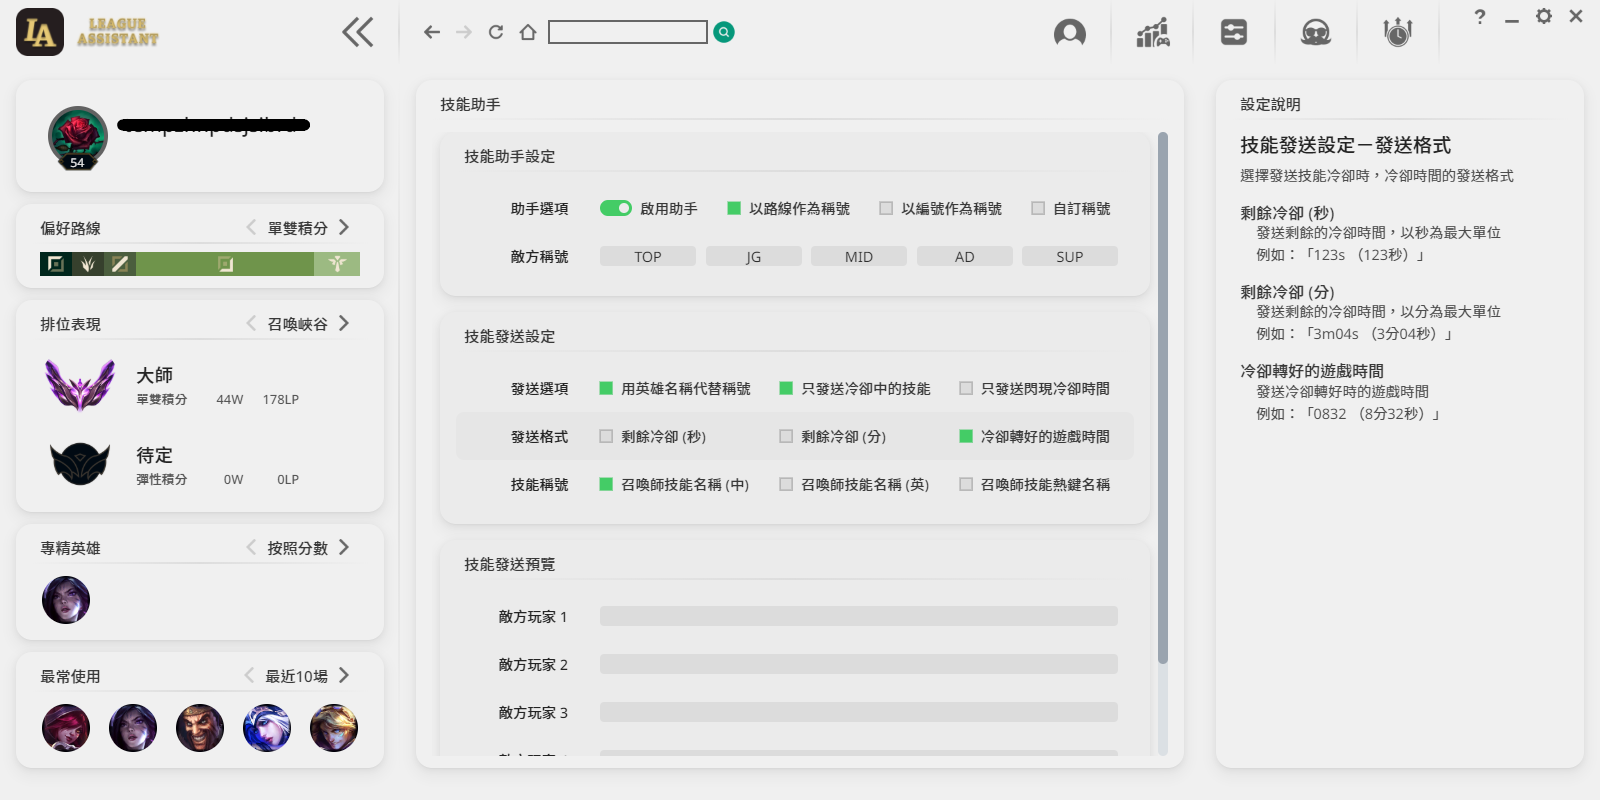 LA
LEAGUE
ASSISTANT
?
54
偏好路線
單雙積分
排位表現
召喚峽谷
大師
單雙積分 44W 178LP
待定
彈性積分 0W 0LP
專精英雄
按照分數
最常使用
最近10場
技能助手
技能助手設定
助手選項 啟用助手 以路線作為稱號 以編號作為稱號 自訂稱號
敵方稱號 TOP JG MID AD SUP
技能發送設定
發送選項 用英雄名稱代替稱號 只發送冷卻中的技能 只發送閃現冷卻時間
發送格式 剩餘冷卻 (秒) 剩餘冷卻 (分) 冷卻轉好的遊戲時間
技能稱號 召喚師技能名稱 (中) 召喚師技能名稱 (英) 召喚師技能熱鍵名稱
技能發送預覽
敵方玩家 1
敵方玩家 2
敵方玩家 3
設定說明
技能發送設定－發送格式
選擇發送技能冷卻時，冷卻時間的發送格式
剩餘冷卻 (秒)
發送剩餘的冷卻時間，以秒為最大單位
例如：「123s （123秒）」
剩餘冷卻 (分)
發送剩餘的冷卻時間，以分為最大單位
例如：「3m04s （3分04秒）」
冷卻轉好的遊戲時間
發送冷卻轉好時的遊戲時間
例如：「0832 （8分32秒）」